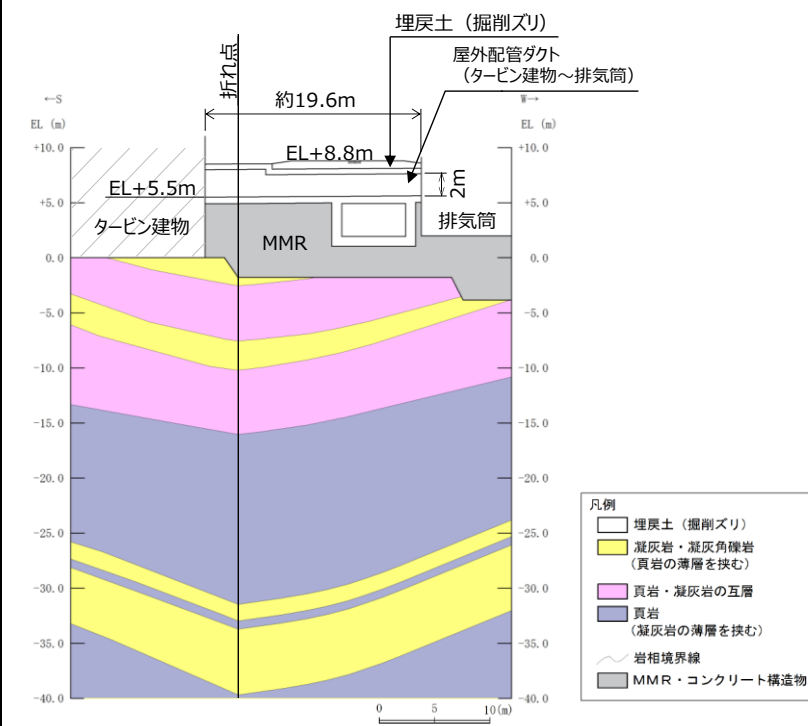 埋戻土（掘削ズリ）
屋外配管ダクト
（タービン建物～排気筒）
折れ点
←S
W→
約19.6m
EL (m)
EL (m)
+10.0
+10.0
EL+8.8m
EL+5.5m
2m
+5.0
+5.0
タービン建物
排気筒
MMR
0.0
0.0
-5.0
-5.0
-10.0
-10.0
-15.0
-15.0
-20.0
-20.0
-25.0
-25.0
-30.0
-30.0
-35.0
-35.0
-40.0
-40.0
0 5 10(m)
凡例
埋戻土（掘削ズリ）
凝灰岩・凝灰角礫岩
(頁岩の薄層を挟む)
頁岩・凝灰岩の互層
頁岩
(凝灰岩の薄層を挟む)
岩相境界線
MMR・コンクリート構造物